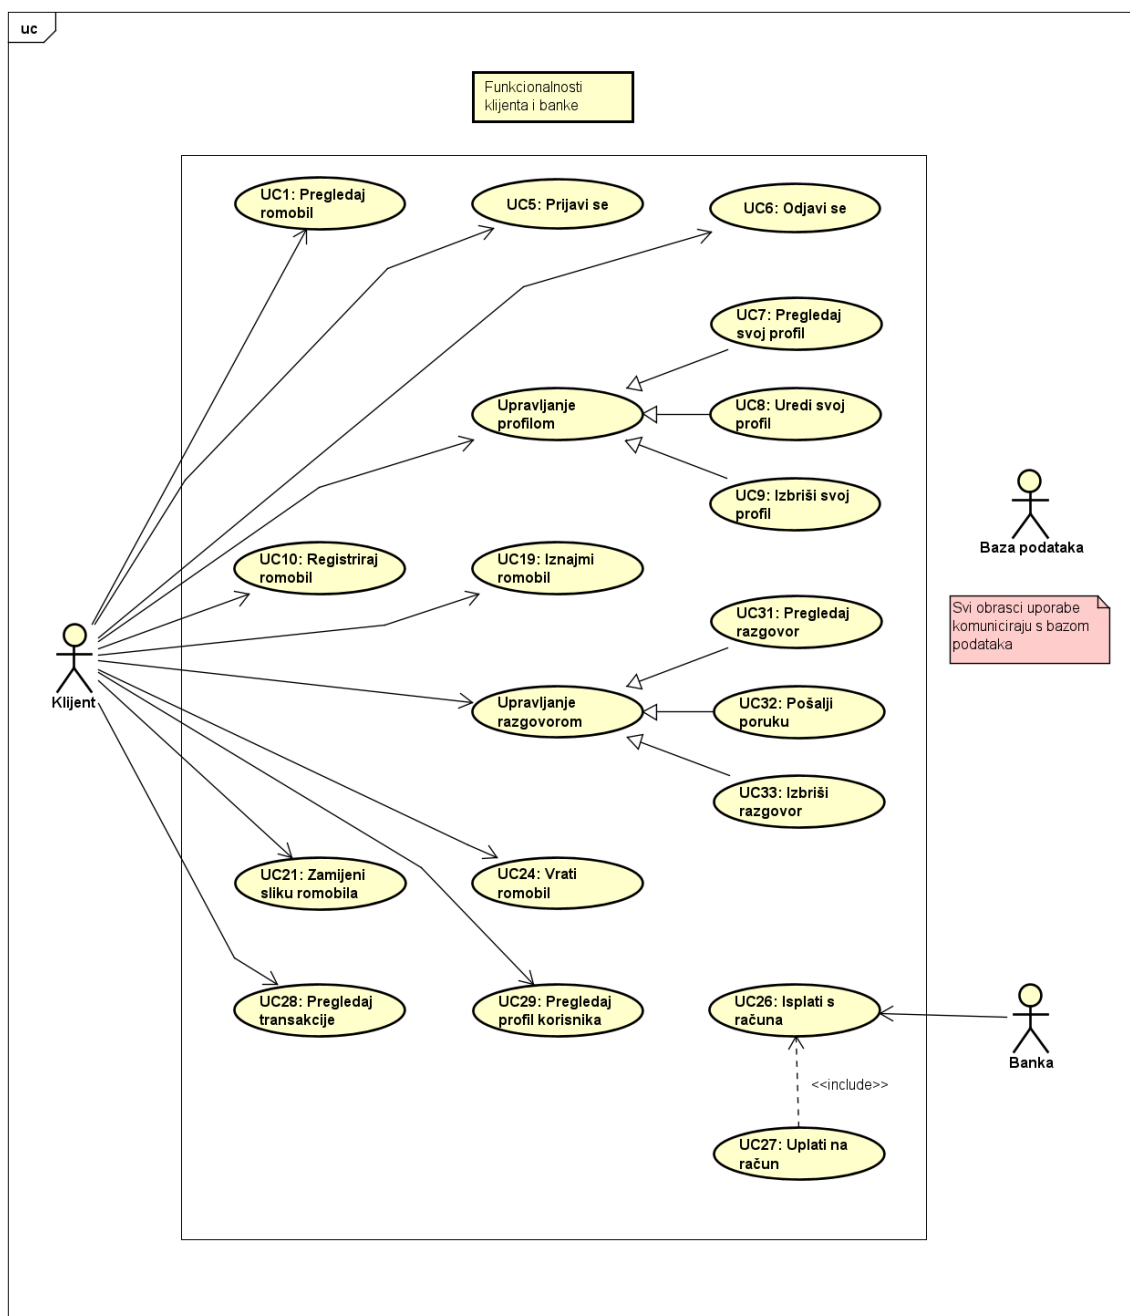 uc
Funkcionalnosti
klijenta i banke
UC1: Pregledaj
romobil
UC5: Prijavi se
UC6: Odjavi se
UC7: Pregledaj
svoj profil
Upravljanje
profilom
UC8: Uredi svoj
profil
UC9: Izbriši svoj
profil
Baza podataka
UC10: Registriraj
romobil
UC19: Iznajmi
romobil
Svi obrasci uporabe
komuniciraju s bazom
podataka
UC31: Pregledaj
razgovor
Klijent
Upravljanje
razgovorom
UC32: Pošalji
poruku
UC33: Izbriši
razgovor
UC21: Zamijeni
sliku romobila
UC24: Vrati
romobil
UC28: Pregledaj
transakcije
UC29: Pregledaj
profil korisnika
UC26: Isplati s
računa
Banka
<<include>>
UC27: Uplati na
račun